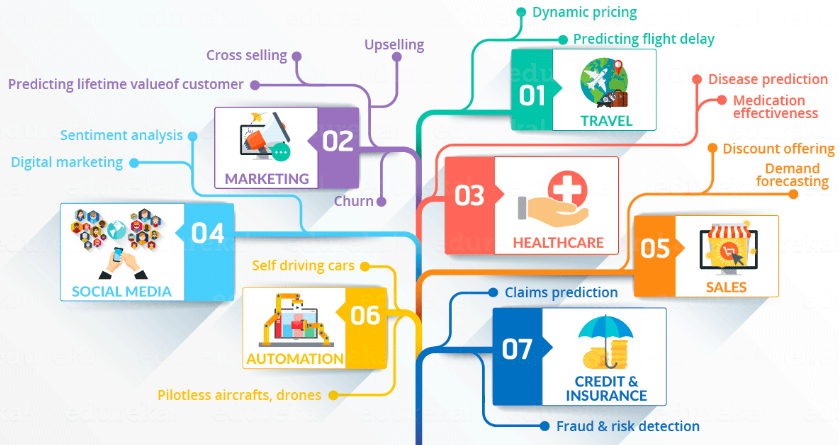 Dynamic pricing
Predicting flight delay
01
TRAVEL
Upselling
Cross selling
Predicting lifetime valueof customer
02
MARKETING
Churn
Disease prediction
Medication
effectiveness
03
HEALTHCARE
Sentiment analysis
Digital marketing
04
SOCIAL MEDIA
Discount offering
Demand
forecasting
05
SALES
Self driving cars
06
AUTOMATION
Pilotless aircrafts, drones
Claims prediction
07
CREDIT &
INSURANCE
Fraud & risk detection